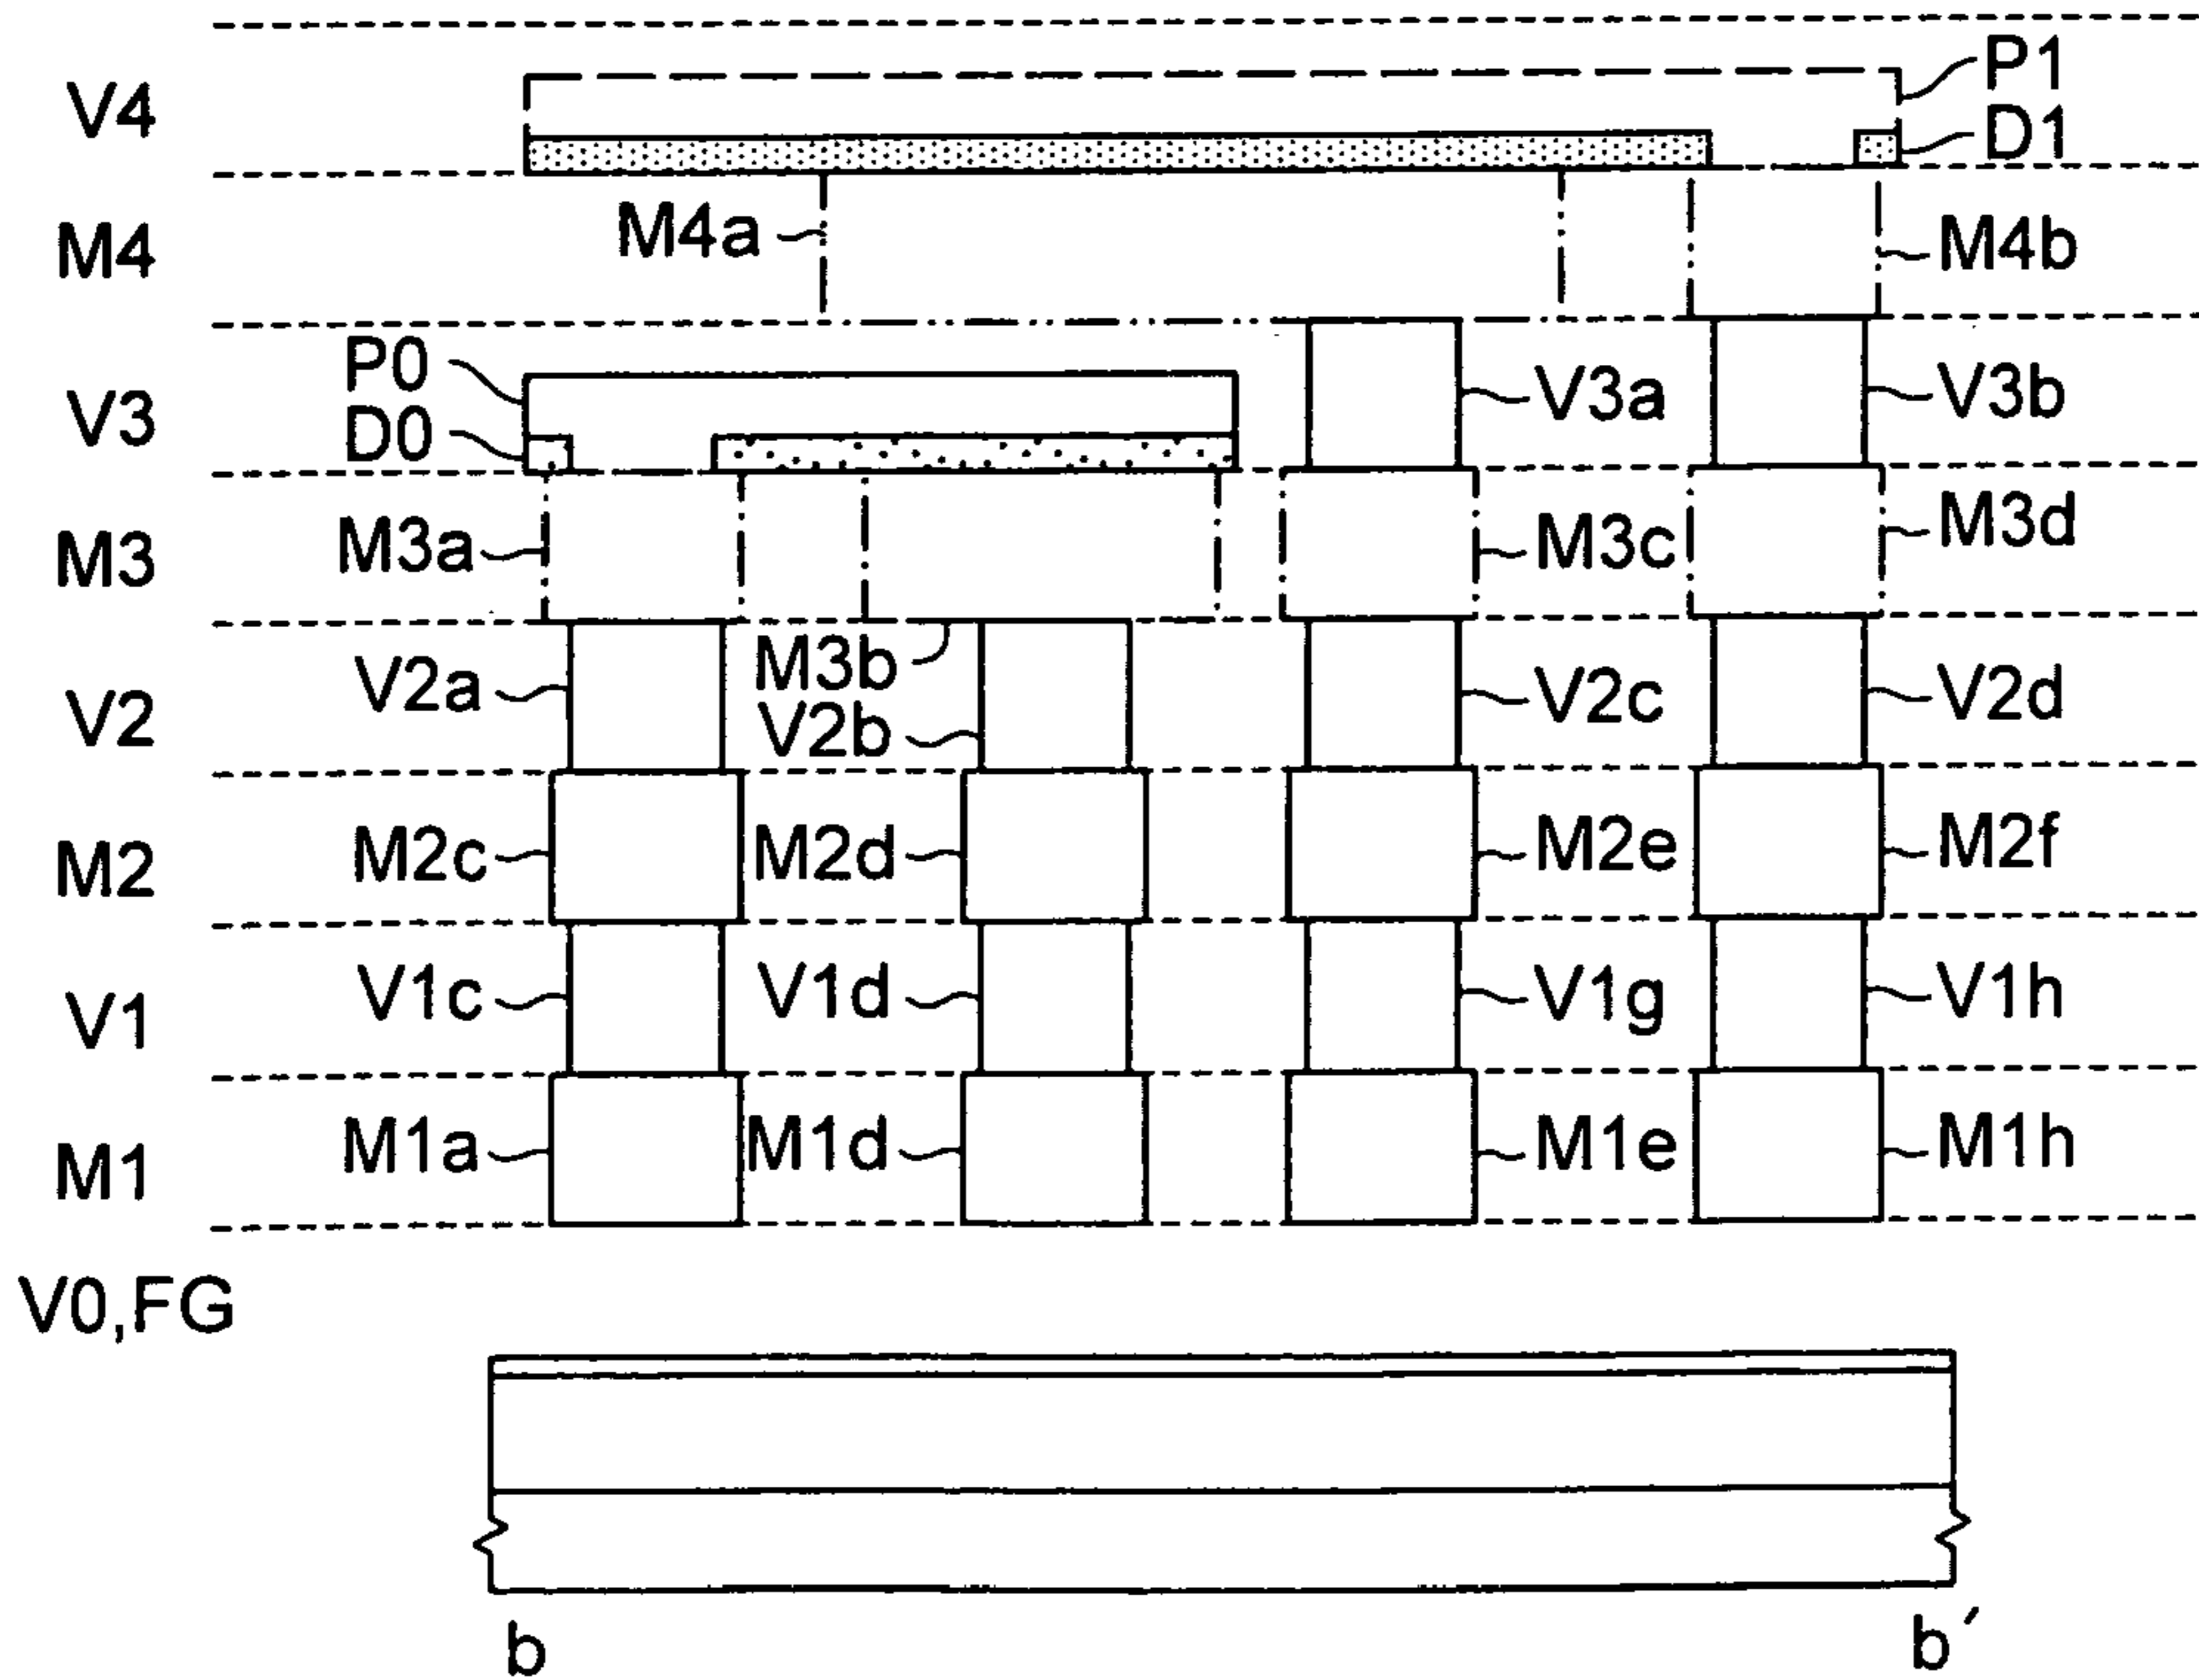 P1
V4
D1
M4a
M4
M4b
P0
V3
D0
V3a
V3b
M3
M3a
M3c
M3d
M3b
V2a
V2
V2b
V2c
V2d
M2
M2c
M2d
M2e
M2f
V1
V1c
V1d
V1g
V1h
M1
M1a
M1d
M1e
M1h
V0,FG
b
b´